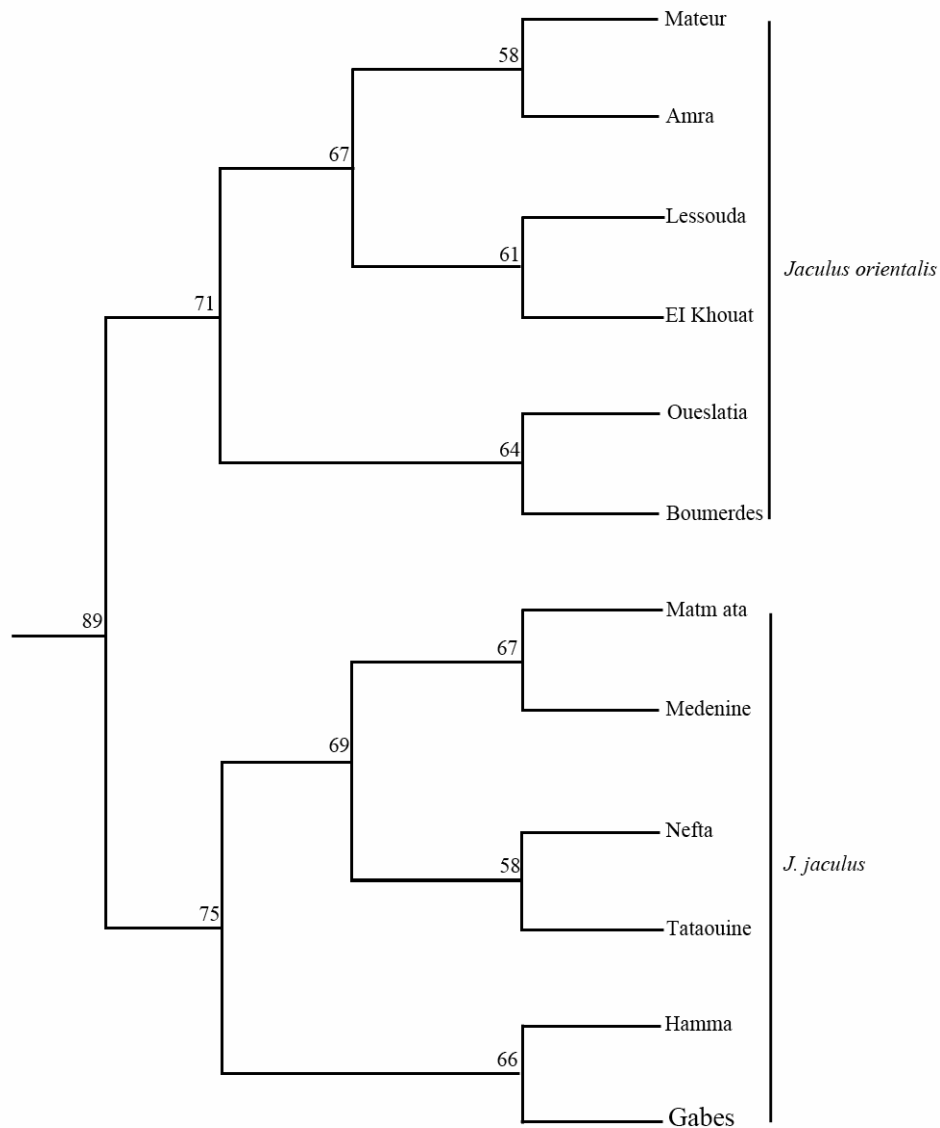 Mateur
58
Amra
67
Lessouda
61
Jaculus orientalis
71
EI Khouat
Oueslatia
64
Boumerdes
Matm ata
89
67
Medenine
69
Nefta
J. jaculus
58
75
Tataouine
Hamma
66
Gabes